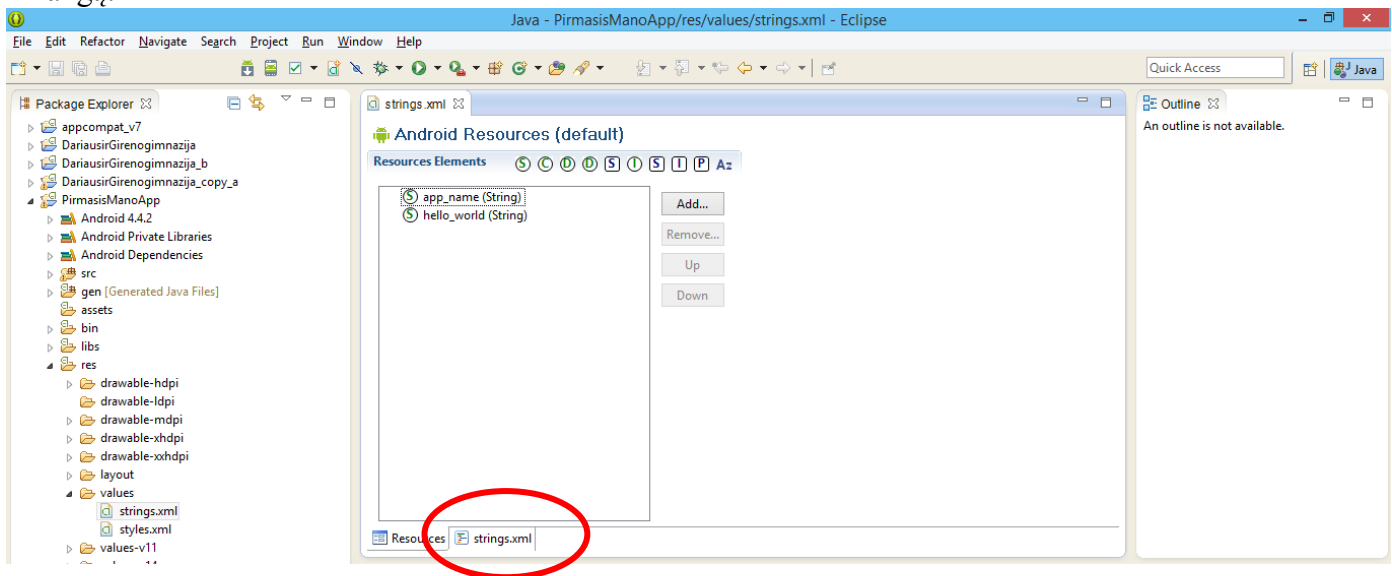 Java - PirmasisManoApp/res/values/strings.xml - Eclipse
File Edit Refactor Navigate Search Project Run Window Help
Quick Access
Java
Package Explorer
appcompat_v7
DariausirGirenogimnazija
DariausirGirenogimnazija_b
DariausirGirenogimnazija_copy_a
PirmasisManoApp
Android 4.4.2
Android Private Libraries
Android Dependencies
src
gen [Generated Java Files]
assets
bin
libs
res
drawable-hdpi
drawable-ldpi
drawable-mdpi
drawable-xhdpi
drawable-xxhdpi
layout
values
strings.xml
styles.xml
values-v11
strings.xml
Android Resources (default)
Resources Elements S C D D S I S I P Az
S app_name (String)
S hello_world (String)
Add...
Remove...
Up
Down
Resources strings.xml
Outline
An outline is not available.